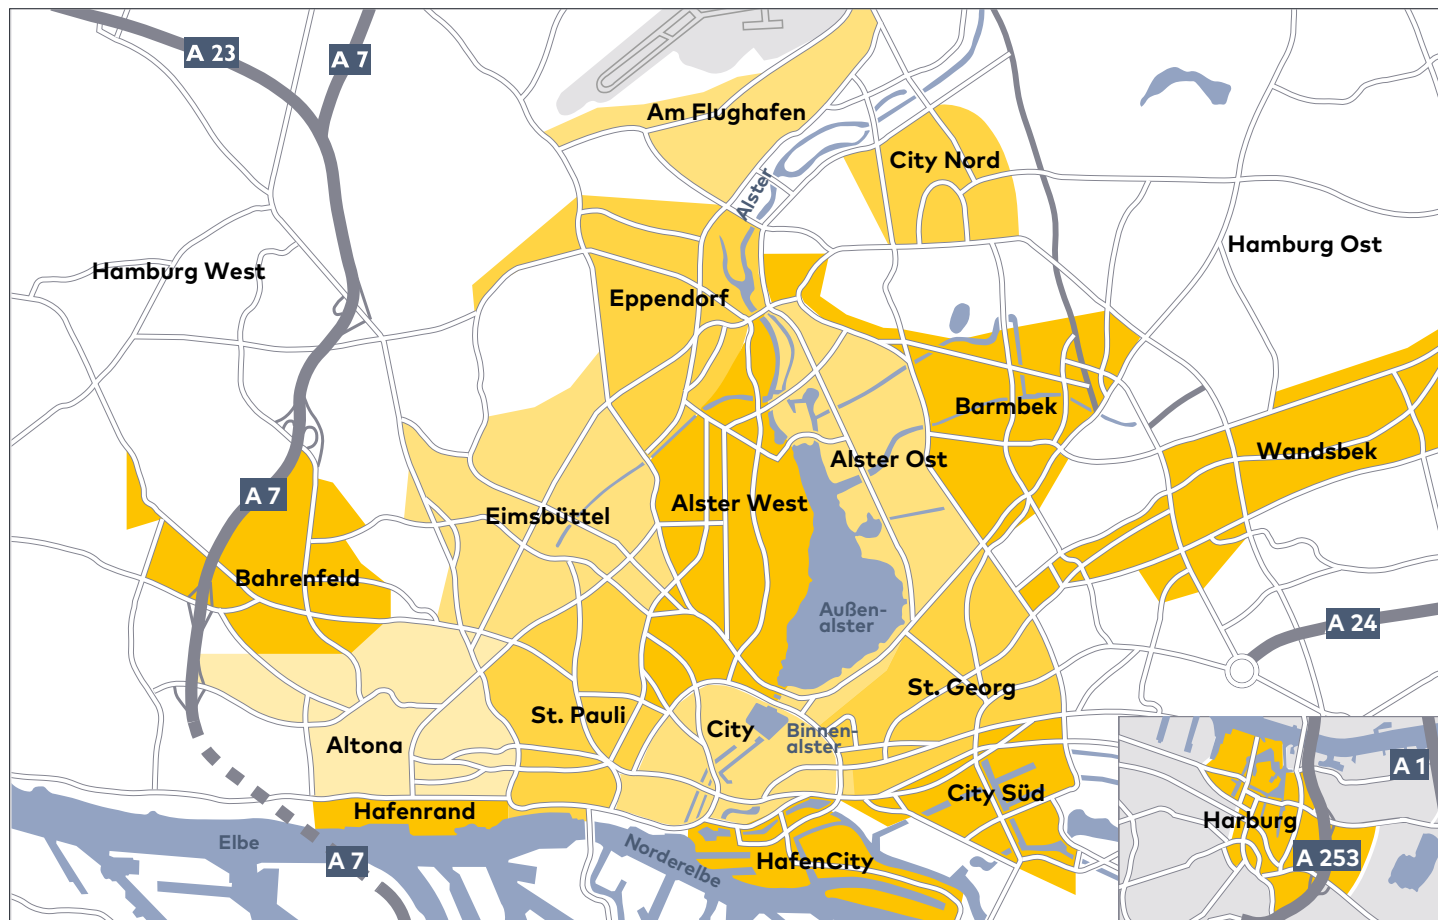 A 23
A 7
Am Flughafen
City Nord
Alster
Hamburg West
Hamburg Ost
Eppendorf
Barmbek
Wandsbek
Alster Ost
A 7
Eimsbüttel
Alster West
Bahrenfeld
Außen-
alster
A 24
St. Georg
St. Pauli
City
Binnen-
alster
Altona
A 1
City Süd
Hafenrand
Harburg
Elbe
A 7
Norderelbe
HafenCity
A 253